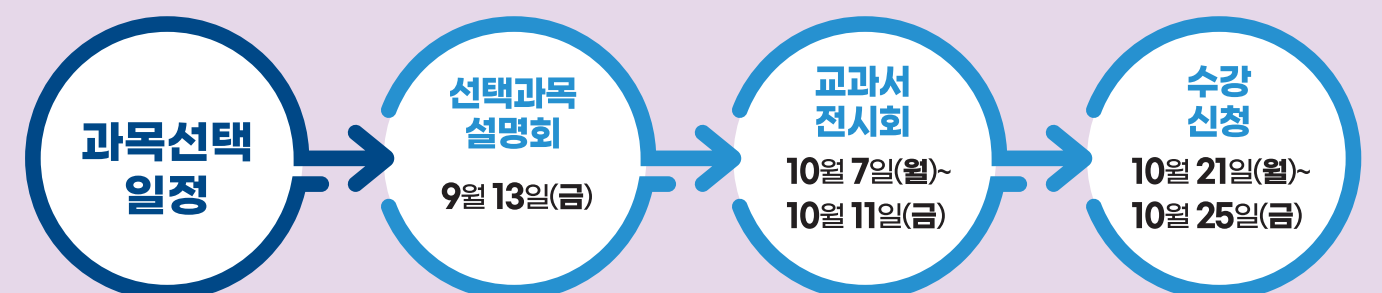 과목선택
일정
선택과목
설명회
9월 13일(금)
교과서
전시회
10월 7일(월)~
10월 11일(금)
수강
신청
10월 21일(월)~
10월 25일(금)